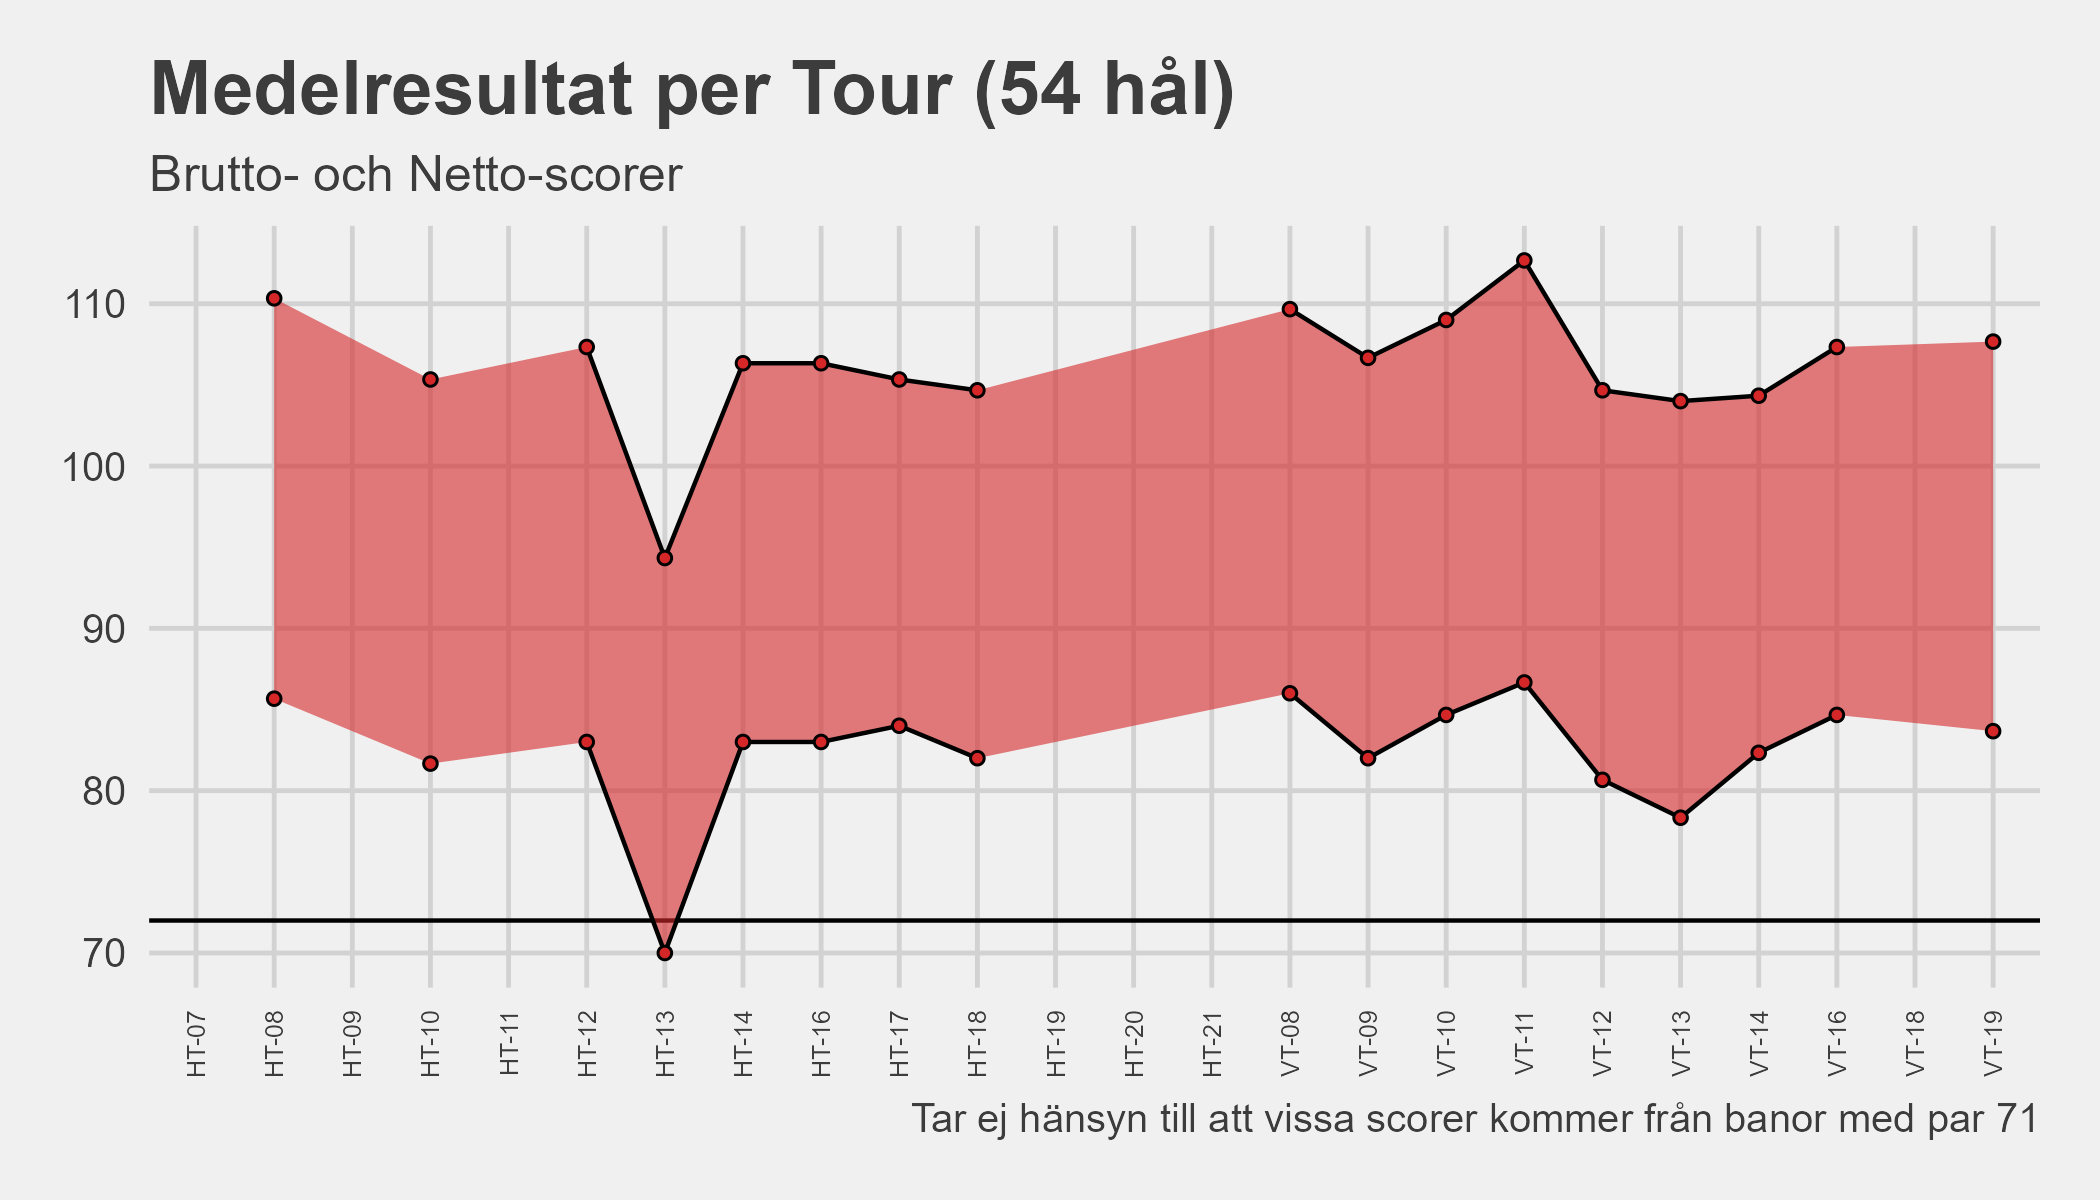 Medelresultat per Tour (54 hål)
Brutto- och Netto-scorer
110
100
90
80
70
HT-07
HT-08
HT-09
HT-10
HT-11
HT-12
HT-13
HT-14
HT-16
HT-17
HT-18
HT-19
HT-20
HT-21
VT-08
VT-09
VT-10
VT-11
VT-12
VT-13
VT-14
VT-16
VT-18
VT-19
Tar ej hänsyn till att vissa scorer kommer från banor med par 71